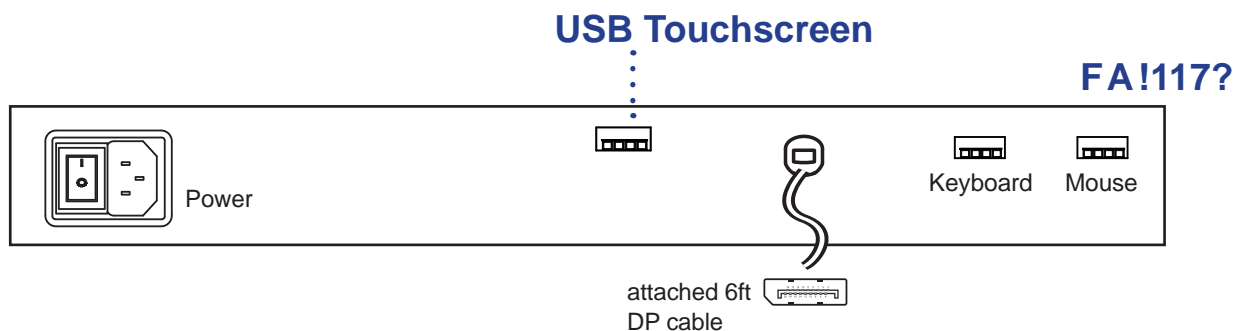 USB Touchscreen
FA!117?
Power
Keyboard
Mouse
attached 6ft
DP cable